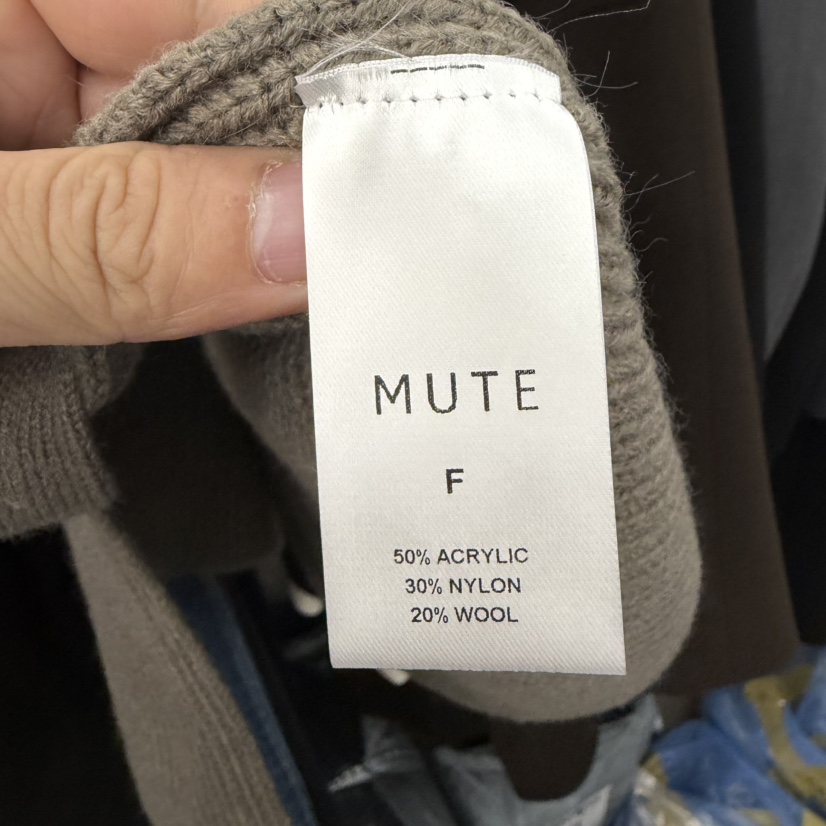 MUTE
F
50% ACRYLIC
30% NYLON
20% WOOL